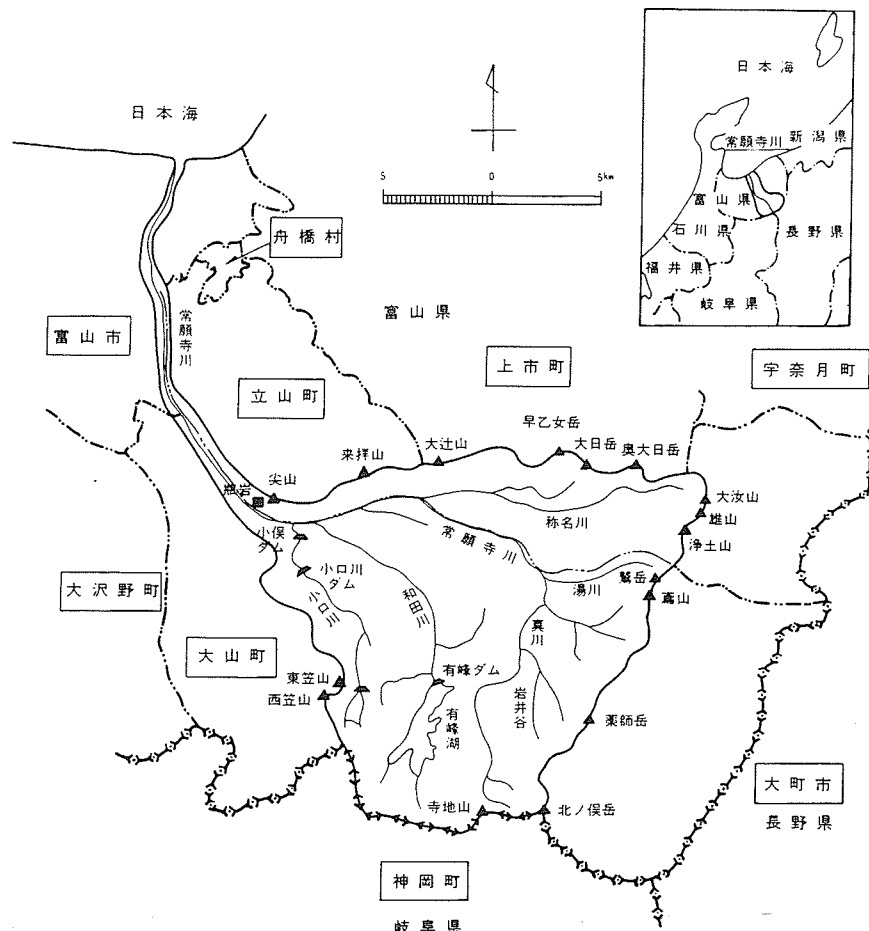 日本海
5
0
5km
舟橋村
富山市
常願寺川
富山県
立山町
上市町
宇奈月町
早乙女岳
大日岳
奥大日岳
大辻山
来拝山
尖山
瓶岩
大汝山
雄山
浄土山
称名川
常願寺川
小俣
ダム
小口川
ダム
小口川
和田川
湯川
鷲岳
鳶山
真川
大沢野町
大山町
東笠山
西笠山
有峰ダム
有峰湖
岩井谷
薬師岳
寺地山
北ノ俣岳
大町市
長野県
神岡町
岐阜県
日本海
常願寺川
新潟県
富山県
石川県
長野県
福井県
岐阜県